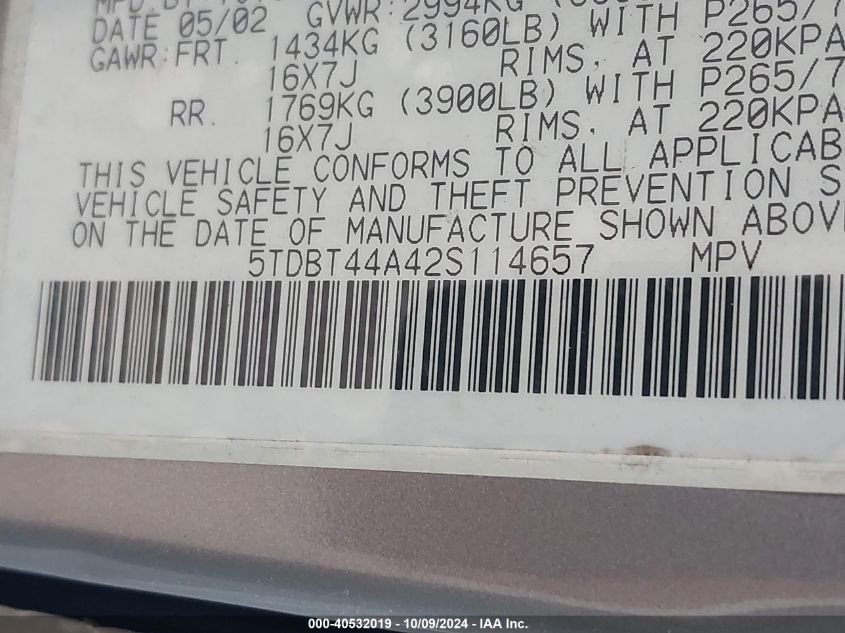 DATE 05/02 GVWR:2994KG
GAWR:FRT. 1434KG (3160LB) WITH P265/7
16X7J RIMS, AT 220KPA
RR. 1769KG (3900LB) WITH P265/7
16X7J RIMS, AT 220KPA
THIS VEHICLE CONFORMS TO ALL APPLICAB
VEHICLE SAFETY AND THEFT PREVENTION S
ON THE DATE OF MANUFACTURE SHOWN ABOV
5TDBT44A42S114657 MPV
000-40532019 - 10/09/2024 - IAA Inc.